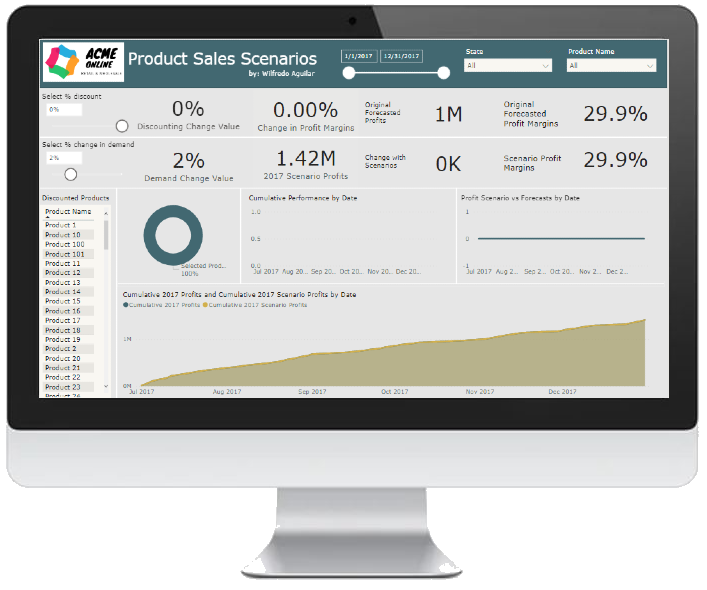 ACME
ONLINE
RETAIL & WHOLESALE
Product Sales Scenarios
by: Wilfredo Aguilar
1/1/2017
12/31/2017
State
All
Product Name
All
Select % discount
0%
0%
Discounting Change Value
0.00%
Change in Profit Margins
Original
Forecasted
Profits
1M
Original
Forecasted
Profit Margins
29.9%
Select % change in demand
2%
2%
Demand Change Value
1.42M
2017 Scenario Profits
Change with
Scenarios
0K
Scenario Profit
Margins
29.9%
Discounted Products
Product Name
Product 1
Product 10
Product 100
Product 101
Product 11
Product 12
Product 13
Product 14
Product 15
Product 16
Product 17
Product 18
Product 19
Product 2
Product 20
Product 21
Product 22
Product 23
Product 24
Selected Prod...
100%
Cumulative Performance by Date
1.0
0.5
0.0
Jul 2017 Aug 20... Sep 20... Oct 20... Nov 20... Dec 20...
Profit Scenario vs Forecasts by Date
1
0
-1
Jul 2017 Aug 2... Sep 2... Oct 20... Nov 2... Dec 20...
Cumulative 2017 Profits and Cumulative 2017 Scenario Profits by Date
Cumulative 2017 Profits Cumulative 2017 Scenario Profits
1M
0M
Jul 2017 Aug 2017 Sep 2017 Oct 2017 Nov 2017 Dec 2017